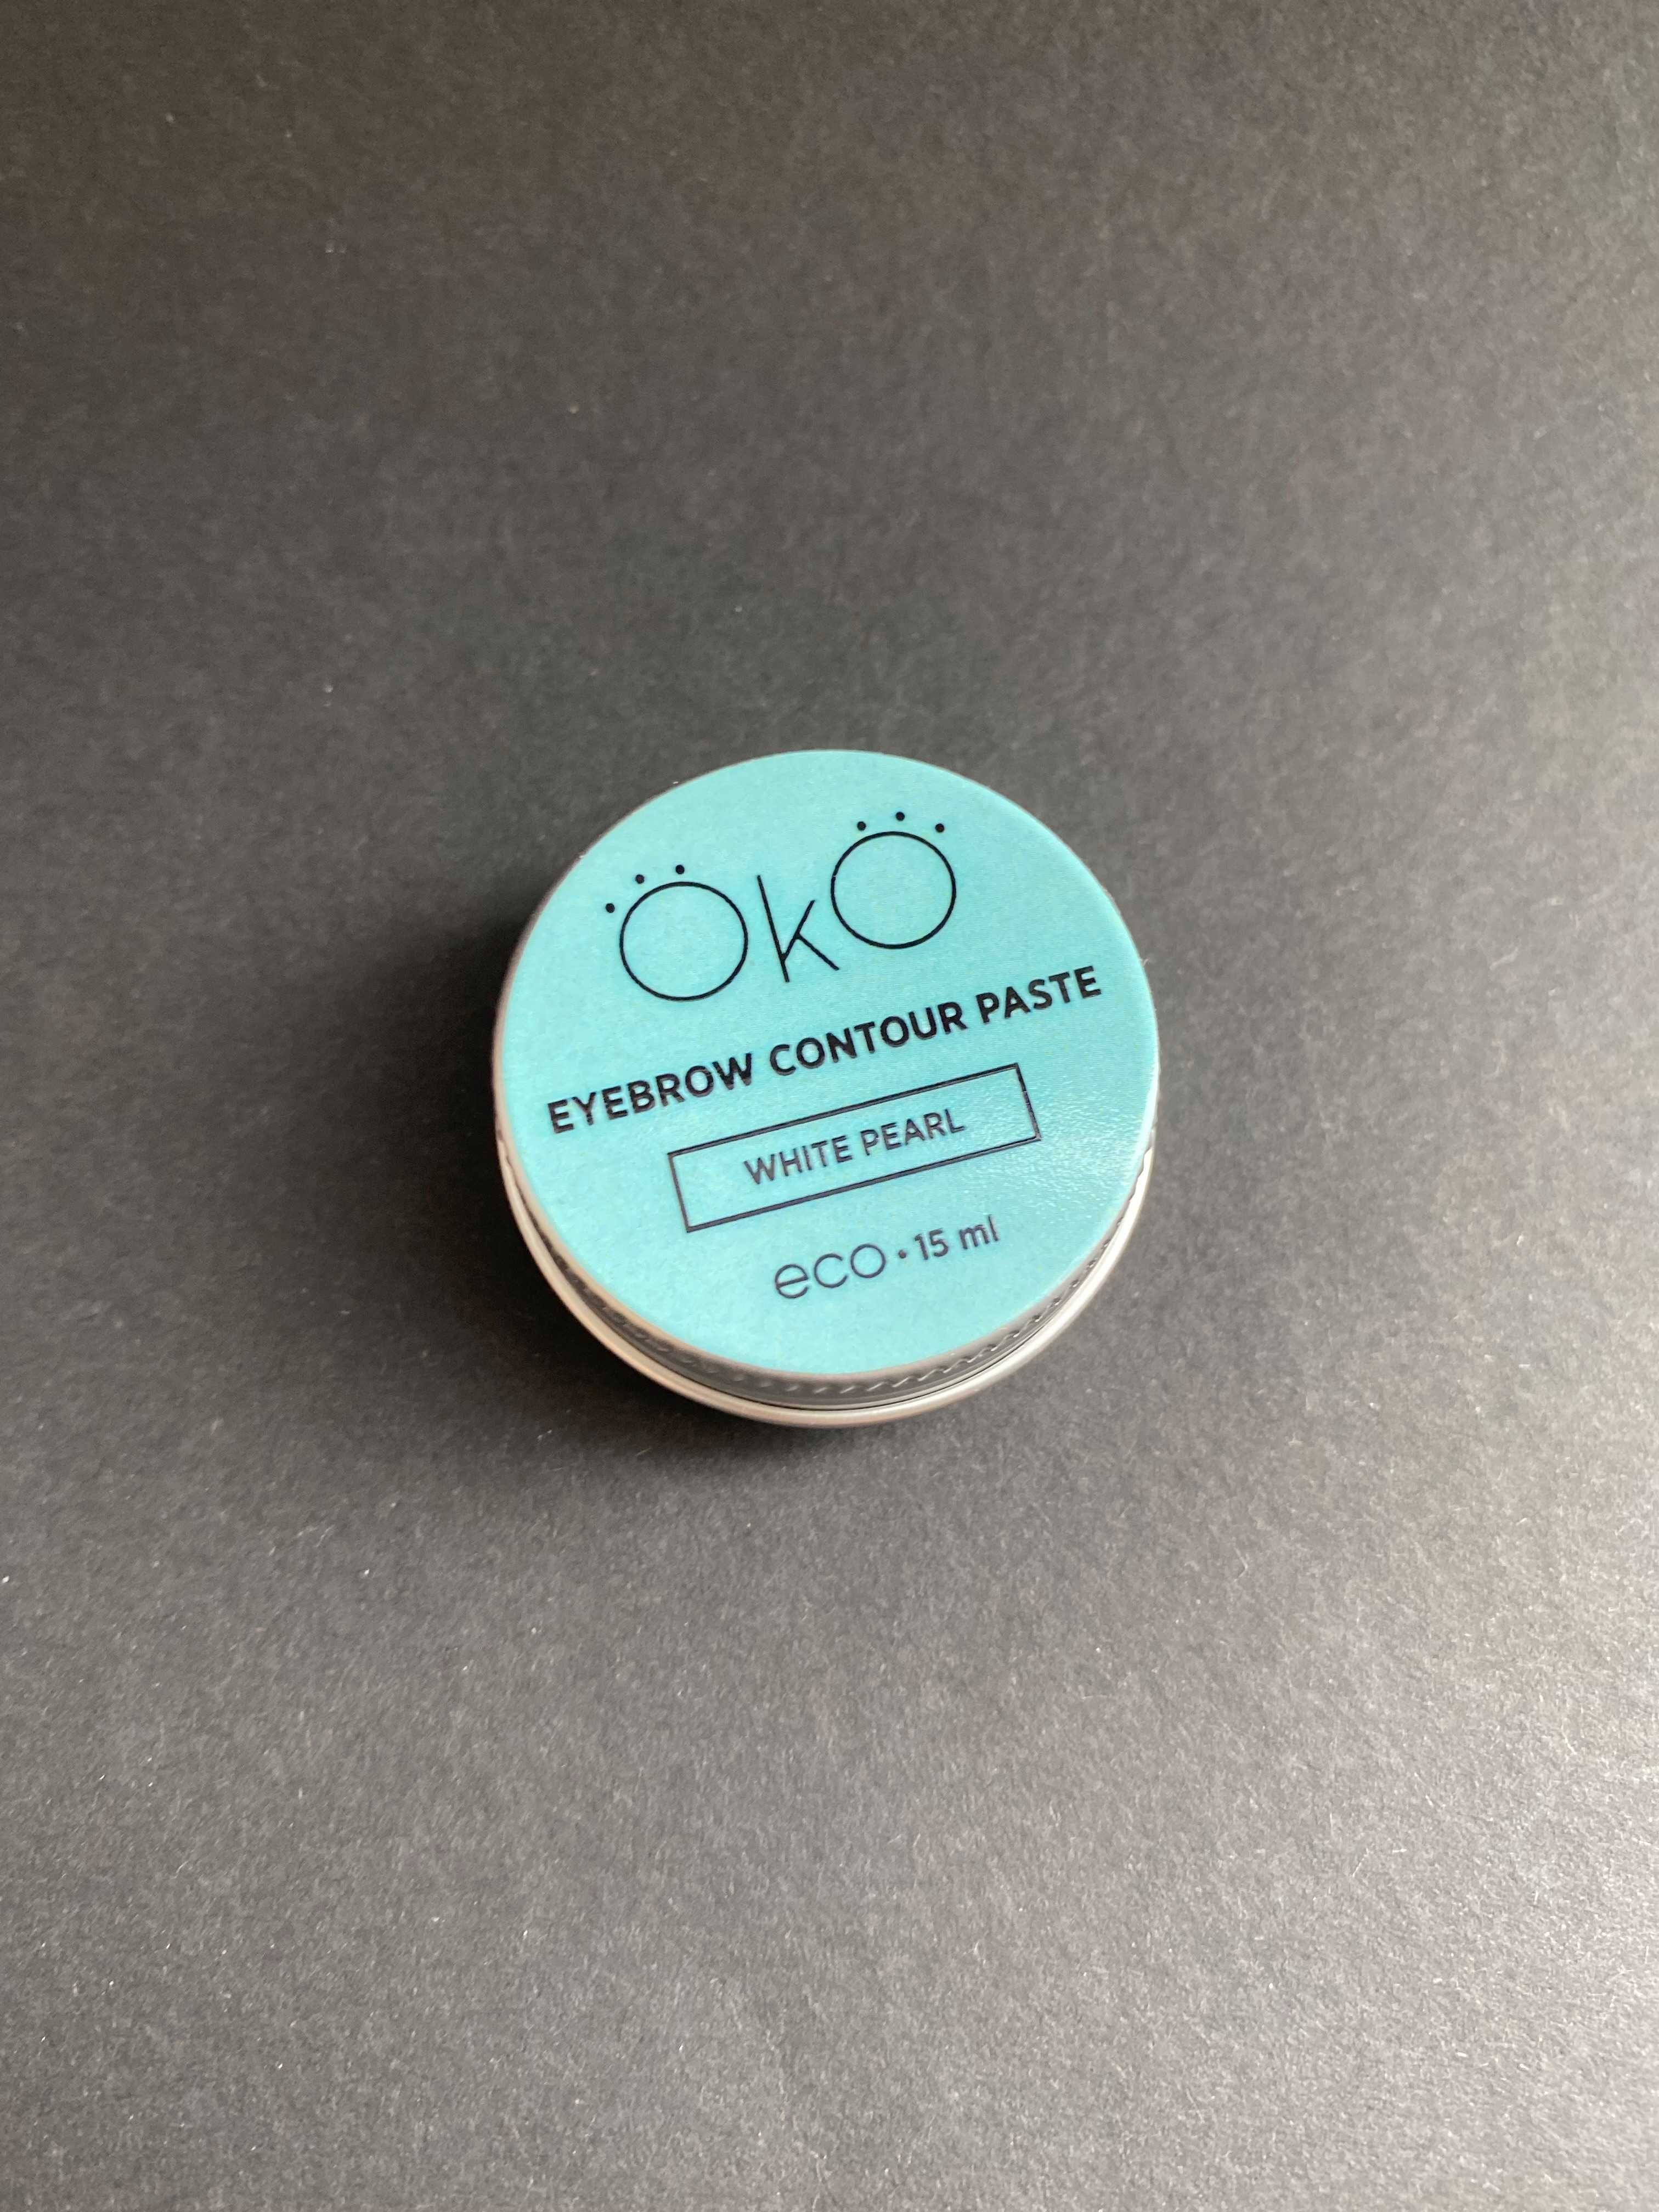 ÖkÖ
EYEBROW CONTOUR PASTE
WHITE PEARL
eco • 15 ml